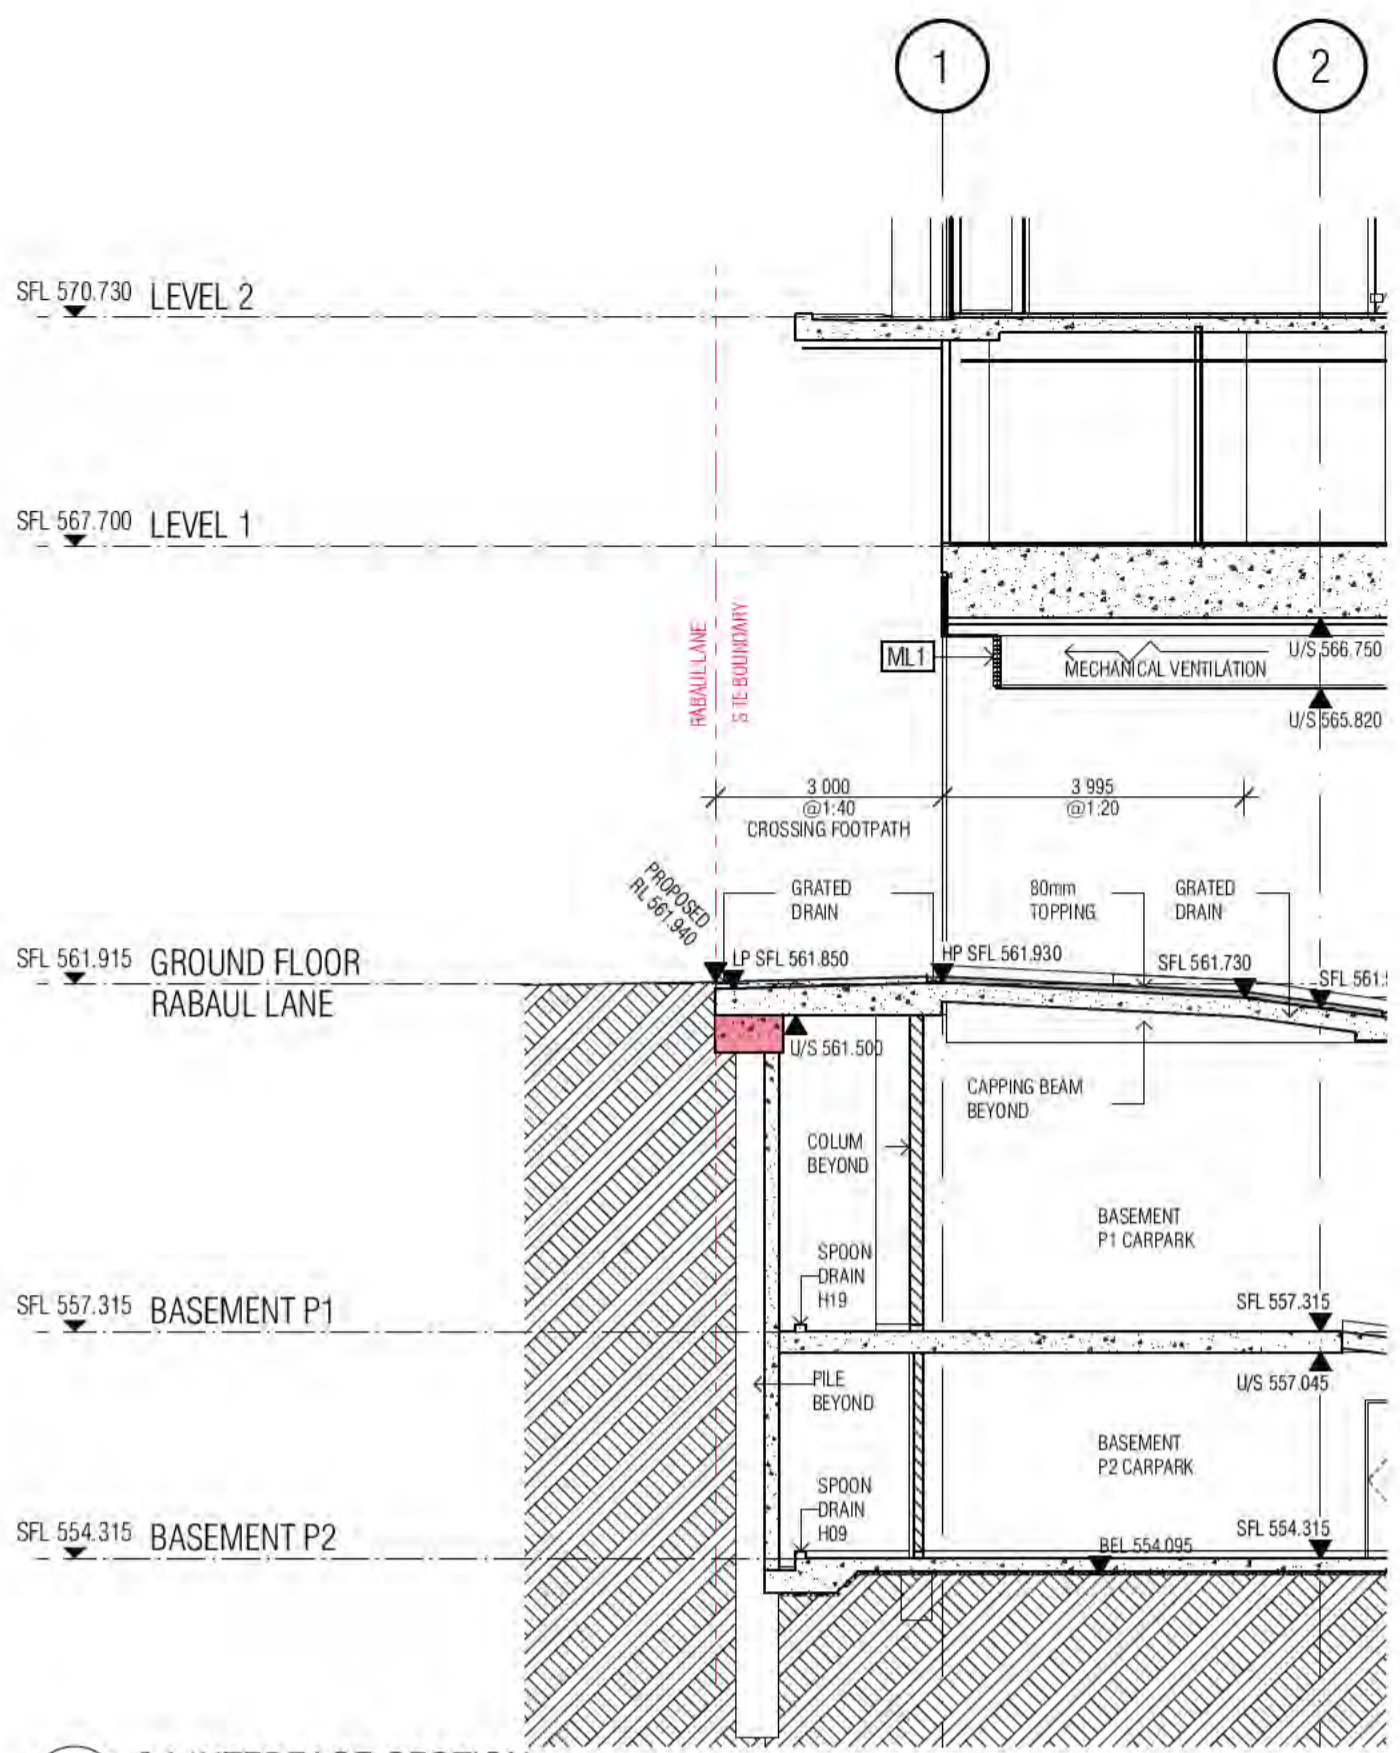 1
2
SFL 570.730 LEVEL 2
SFL 567.700 LEVEL 1
RABAUL LANE
S TE BOUNDARY
ML1
MECHANICAL VENTILATION
U/S 566.750
U/S 565.820
3 000
@1:40
CROSSING FOOTPATH
3 995
@1:20
PROPOSED
RL 561.940
GRATED
DRAIN
80mm
TOPPING
GRATED
DRAIN
LP SFL 561.850
HP SFL 561.930
SFL 561.730
SFL 561.
SFL 561.915 GROUND FLOOR
RABAUL LANE
U/S 561.500
CAPPING BEAM
BEYOND
COLUM
BEYOND
BASEMENT
P1 CARPARK
SPOON
DRAIN
H19
SFL 557.315 BASEMENT P1
SFL 557.315
PILE
BEYOND
U/S 557.045
BASEMENT
P2 CARPARK
SPOON
DRAIN
H09
SFL 554.315 BASEMENT P2
BEL 554.095
SFL 554.315